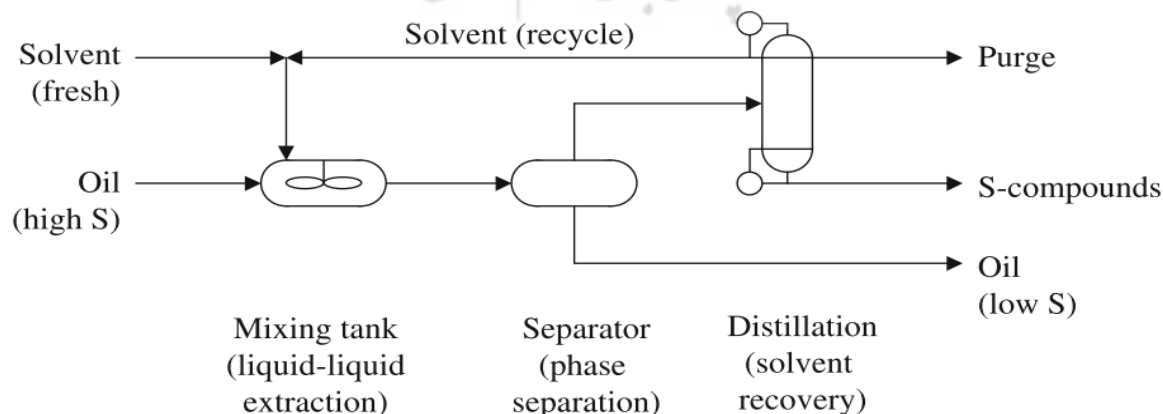 Solvent
(fresh)
Solvent (recycle)
Purge
Oil
(high S)
S-compounds
Oil
(low S)
Mixing tank
(liquid-liquid
extraction)
Separator
(phase
separation)
Distillation
(solvent
recovery)